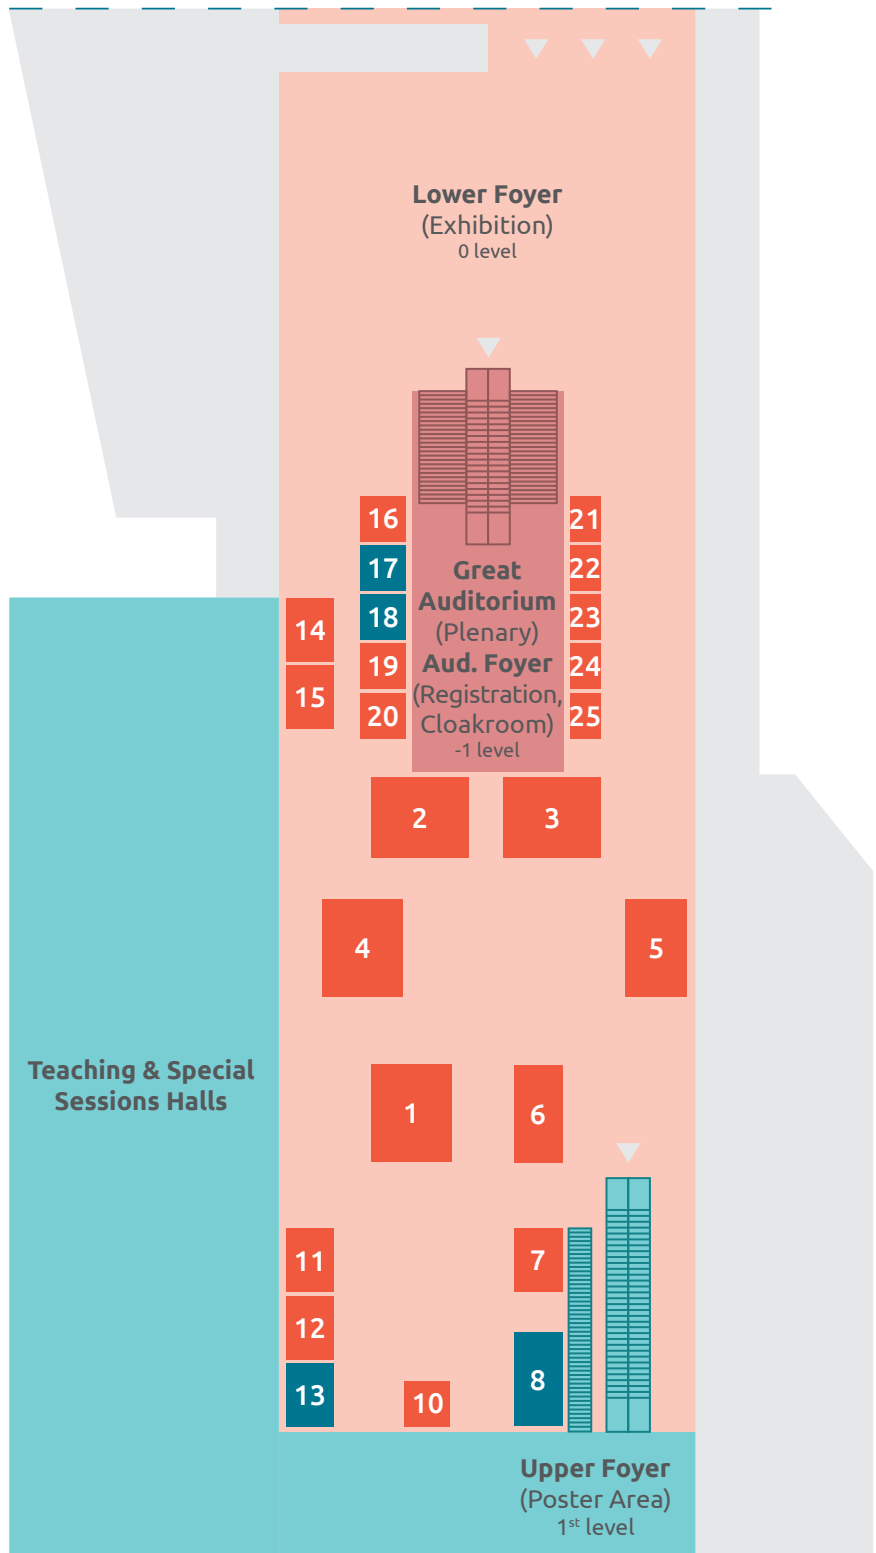 Lower Foyer
(Exhibition)
0 level
16
21
17
22
Great
Auditorium
(Plenary)
Aud. Foyer
(Registration,
Cloakroom)
-1 level
18
23
14
19
24
15
20
25
2
3
4
5
Teaching & Special
Sessions Halls
1
6
11
7
12
8
13
10
Upper Foyer
(Poster Area)
1st level